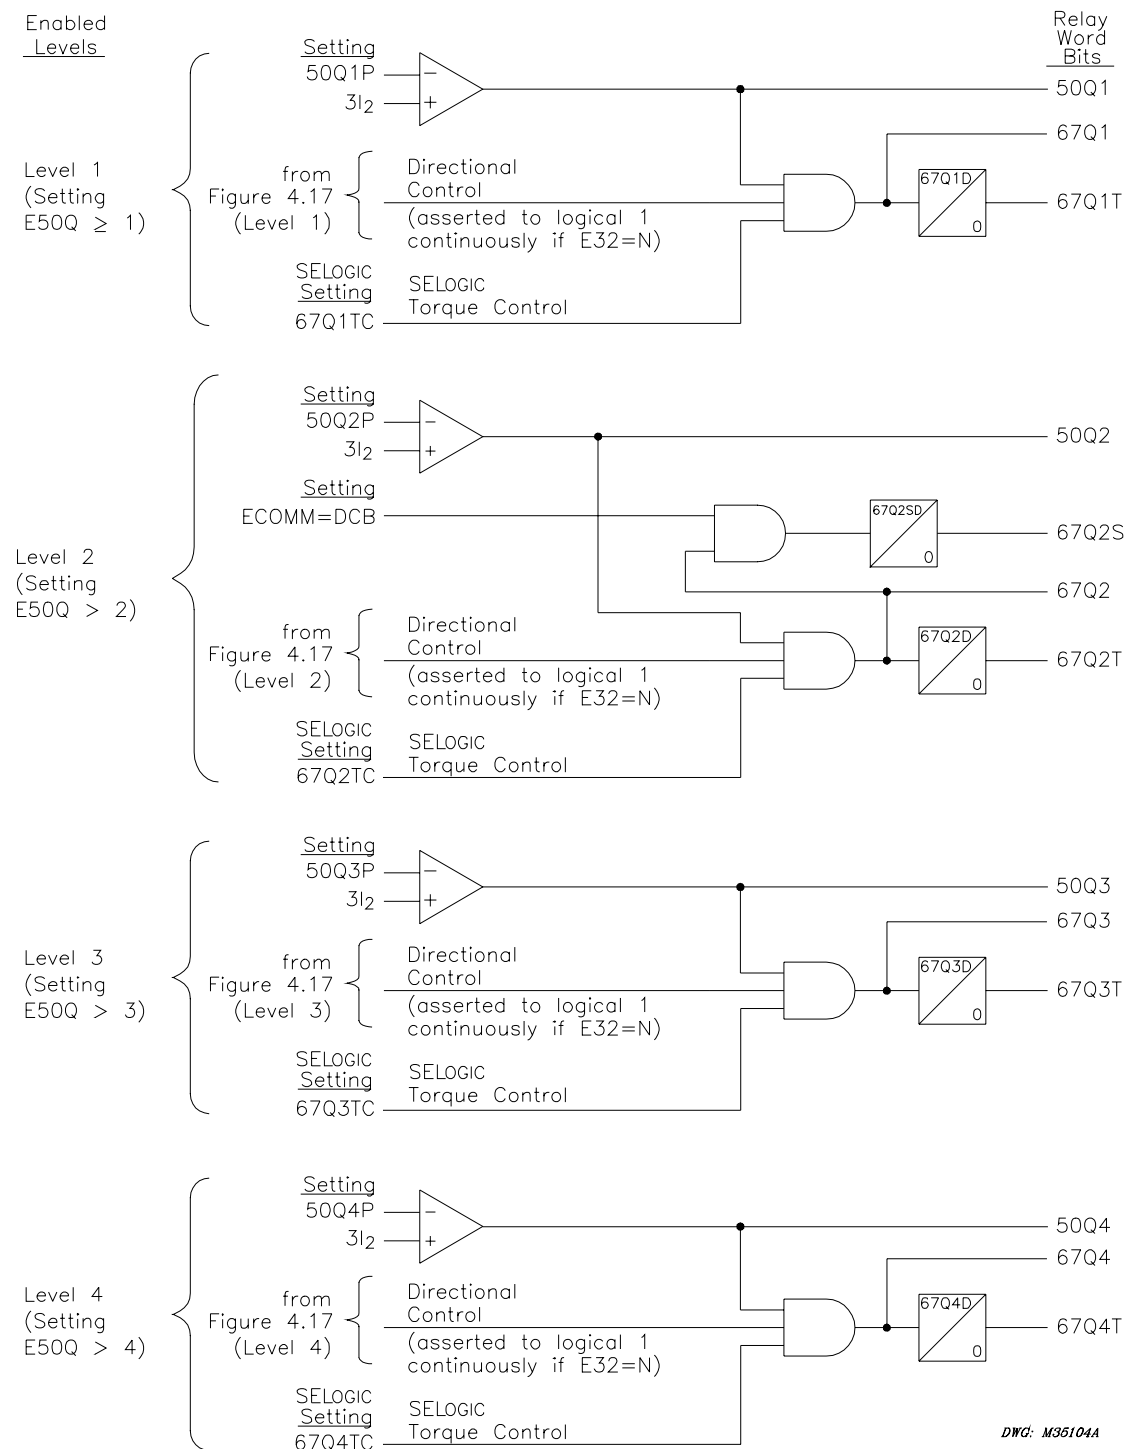 Enabled
Levels
Relay
Word
Bits
Setting
50Q1P
−
3I2
+
50Q1
67Q1
Level 1
(Setting
E50Q ≥ 1)
from
Figure 4.17
(Level 1)
Directional
Control
(asserted to logical 1
continuously if E32=N)
67Q1D
0
67Q1T
SELOGIC
Setting
67Q1TC
SELOGIC
Torque Control
Setting
50Q2P
−
3I2
+
50Q2
Setting
ECOMM=DCB
67Q2SD
0
67Q2S
Level 2
(Setting
E50Q > 2)
67Q2
from
Figure 4.17
(Level 2)
Directional
Control
(asserted to logical 1
continuously if E32=N)
67Q2D
0
67Q2T
SELOGIC
Setting
67Q2TC
SELOGIC
Torque Control
Setting
50Q3P
−
3I2
+
50Q3
67Q3
Level 3
(Setting
E50Q > 3)
from
Figure 4.17
(Level 3)
Directional
Control
(asserted to logical 1
continuously if E32=N)
67Q3D
0
67Q3T
SELOGIC
Setting
67Q3TC
SELOGIC
Torque Control
Setting
50Q4P
−
3I2
+
50Q4
67Q4
Level 4
(Setting
E50Q > 4)
from
Figure 4.17
(Level 4)
Directional
Control
(asserted to logical 1
continuously if E32=N)
67Q4D
0
67Q4T
SELOGIC
Setting
67Q4TC
SELOGIC
Torque Control
DWG: M35104A